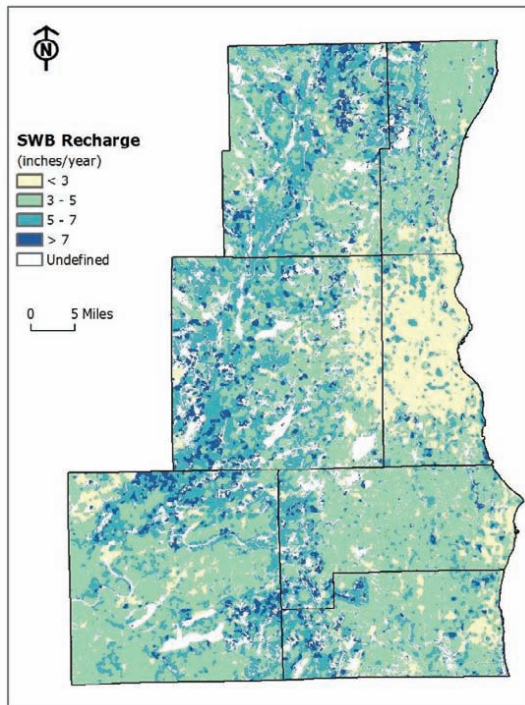 N
SWB Recharge
(inches/year)
< 3
3 - 5
5 - 7
> 7
Undefined
0 5 Miles